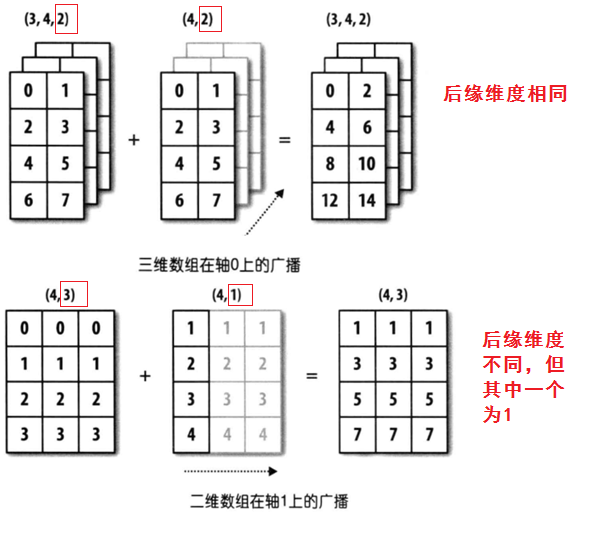 (3, 4, 2) (4, 2) (3, 4, 2)
0 1 0 1 0 2
2 3 + 2 3 = 4 6
4 5 4 5 8 10
6 7 6 7 12 14
后缀维度相同
三维数组在轴0上的广播
(4, 3) (4, 1) (4, 3)
0 0 0 1 1 1 1 1 1
1 1 1 + 2 2 2 = 3 3 3
2 2 2 3 3 3 5 5 5
3 3 3 4 4 4 7 7 7
后缀维度
不同，但
其中一个
为1
二维数组在轴1上的广播